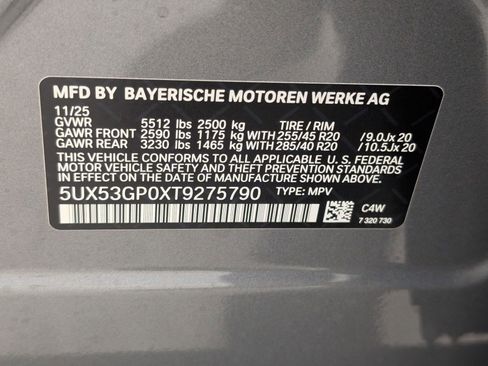 MFD BY BAYERISCHE MOTOREN WERKE AG
11/25
GVWR 5512 lbs 2500 kg TIRE / RIM
GAWR FRONT 2590 lbs 1175 kg WITH 255/45 R20 /9.0Jx 20
GAWR REAR 3230 lbs 1465 kg WITH 285/40 R20 /10.5Jx 20
THIS VEHICLE CONFORMS TO ALL APPLICABLE U. S. FEDERAL
MOTOR VEHICLE SAFETY AND THEFT PREVENTION STANDARDS
IN EFFECT ON THE DATE OF MANUFACTURE SHOWN ABOVE.
5UX53GP0XT9275790 TYPE: MPV
C4W
7 320 730